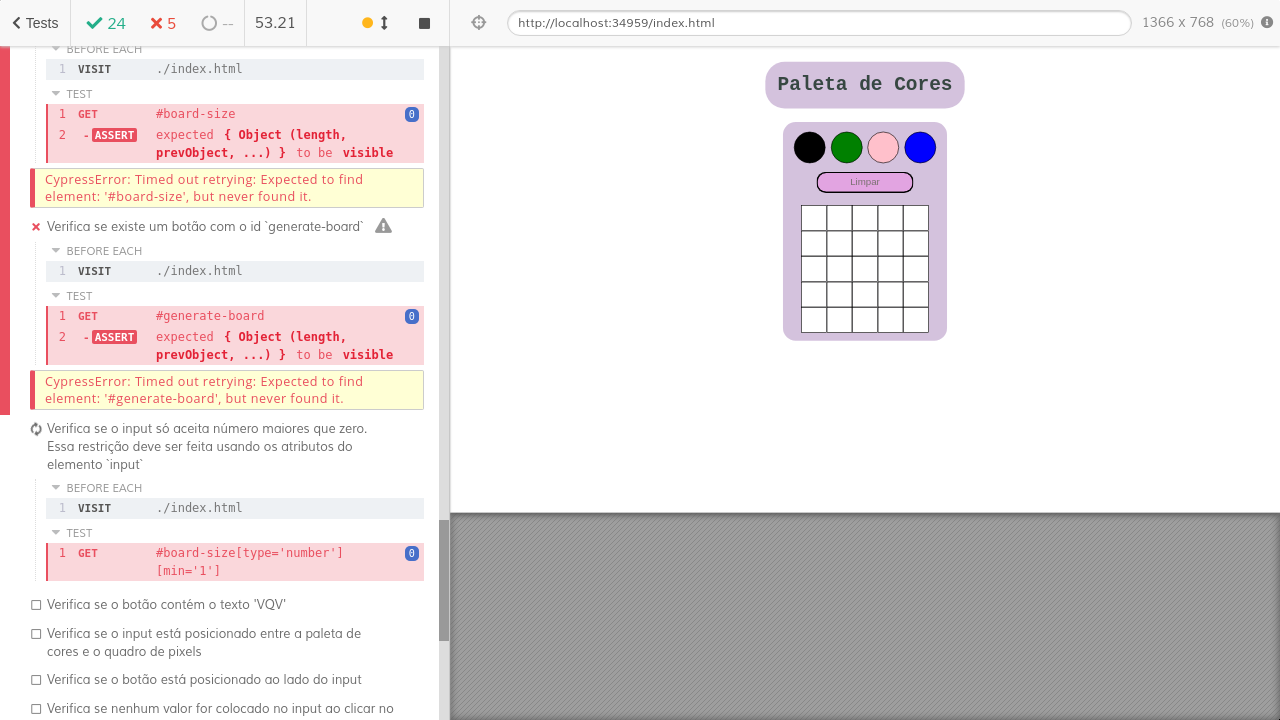 Tests
24
5
--
53.21
http://localhost:34959/index.html
1366 x 768 (60%)
BEFORE EACH
1 VISIT ./index.html
TEST
1 GET #board-size 0
2 -ASSERT expected { Object (length,
prevObject, ...) } to be visible
CypressError: Timed out retrying: Expected to find
element: '#board-size', but never found it.
Verifica se existe um botão com o id `generate-board`
BEFORE EACH
1 VISIT ./index.html
TEST
1 GET #generate-board 0
2 -ASSERT expected { Object (length,
prevObject, ...) } to be visible
CypressError: Timed out retrying: Expected to find
element: '#generate-board', but never found it.
Verifica se o input só aceita número maiores que zero.
Essa restrição deve ser feita usando os atributos do
elemento `input`
BEFORE EACH
1 VISIT ./index.html
TEST
1 GET #board-size[type='number'] 0
[min='1']
Verifica se o botão contém o texto 'VQV'
Verifica se o input está posicionado entre a paleta de
cores e o quadro de pixels
Verifica se o botão está posicionado ao lado do input
Verifica se nenhum valor for colocado no input ao clicar no
Paleta de Cores
Limpar